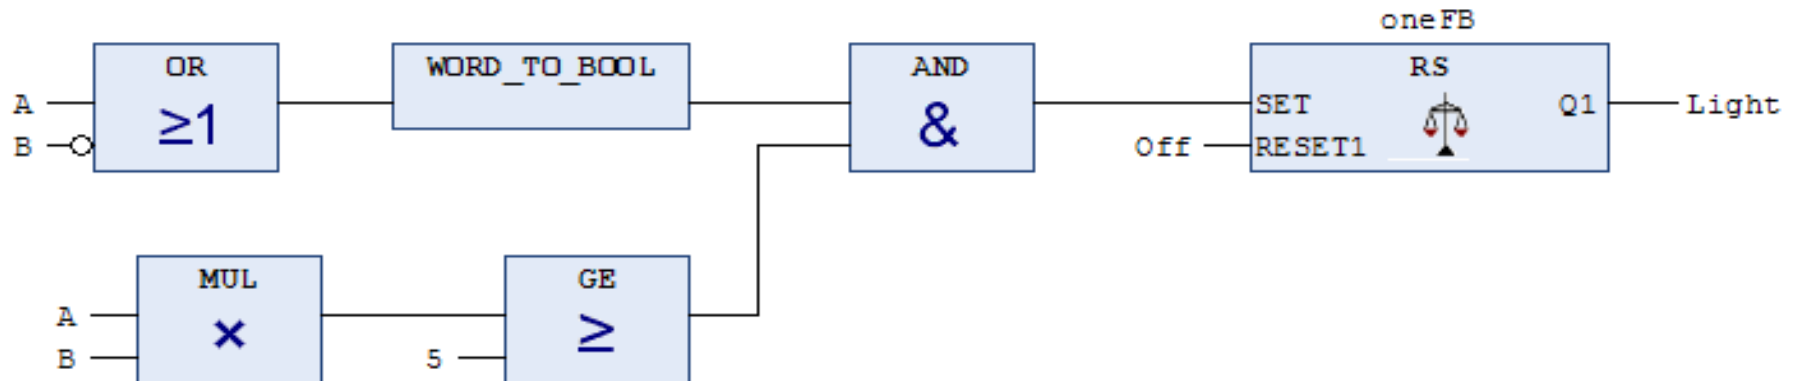 oneFB
OR WORD_TO_BOOL AND RS
A ≥1 & SET Q1 Light
B Off RESET1
MUL GE
A × ≥
B 5